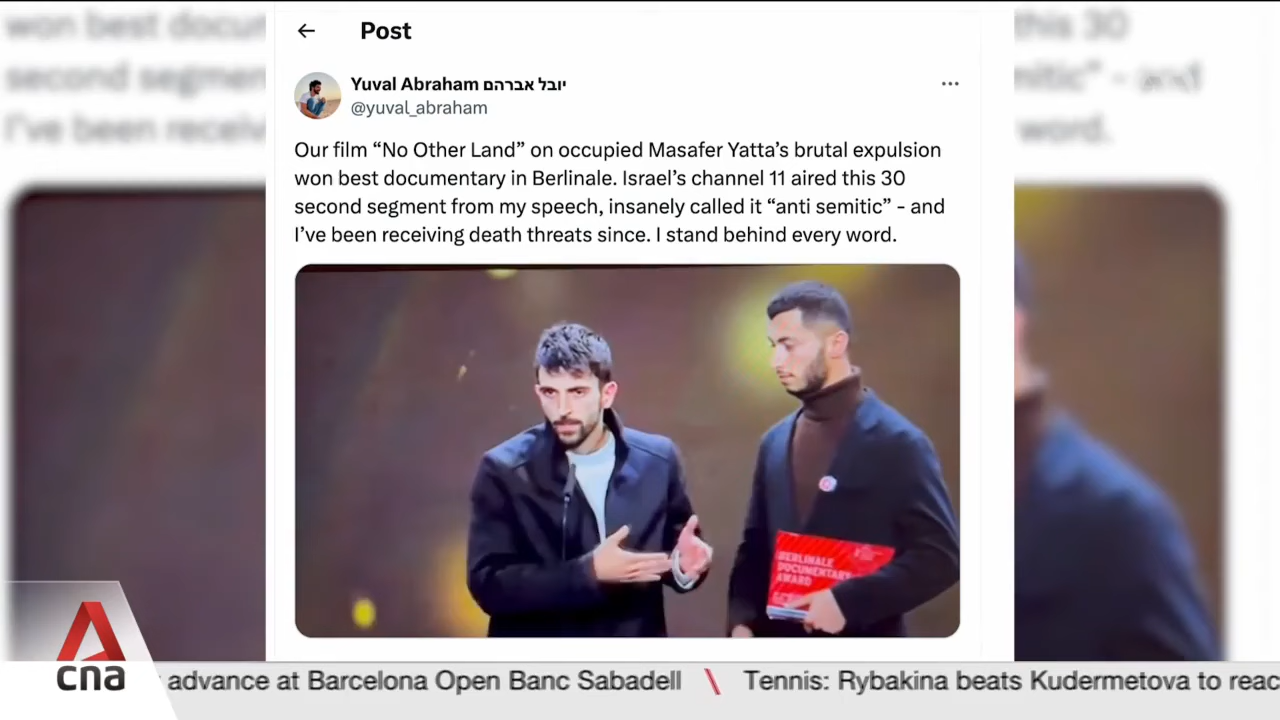 Post
Yuval Abraham יובל אברהם
@yuval_abraham
Our film “No Other Land” on occupied Masafer Yatta’s brutal expulsion
won best documentary in Berlinale. Israel’s channel 11 aired this 30
second segment from my speech, insanely called it “anti semitic” - and
I’ve been receiving death threats since. I stand behind every word.
BERLINALE
DOCUMENTARY
AWARD
cna
advance at Barcelona Open Banc Sabadell \ Tennis: Rybakina beats Kudermetova to reac